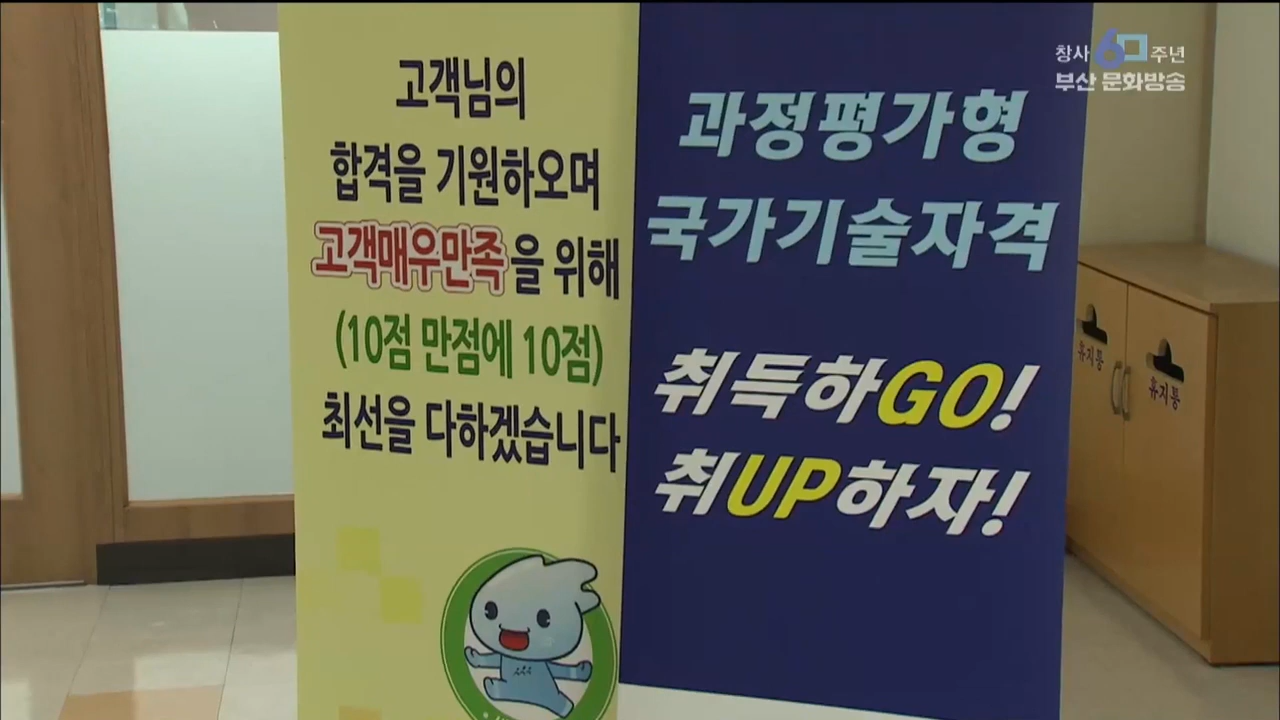 고객님의
합격을 기원하오며
고객매우만족을 위해
(10점 만점에 10점)
최선을 다하겠습니다
과정평가형
국가기술자격
취득하GO!
취UP하자!
창사60주년
부산 문화방송
휴지통
휴지통